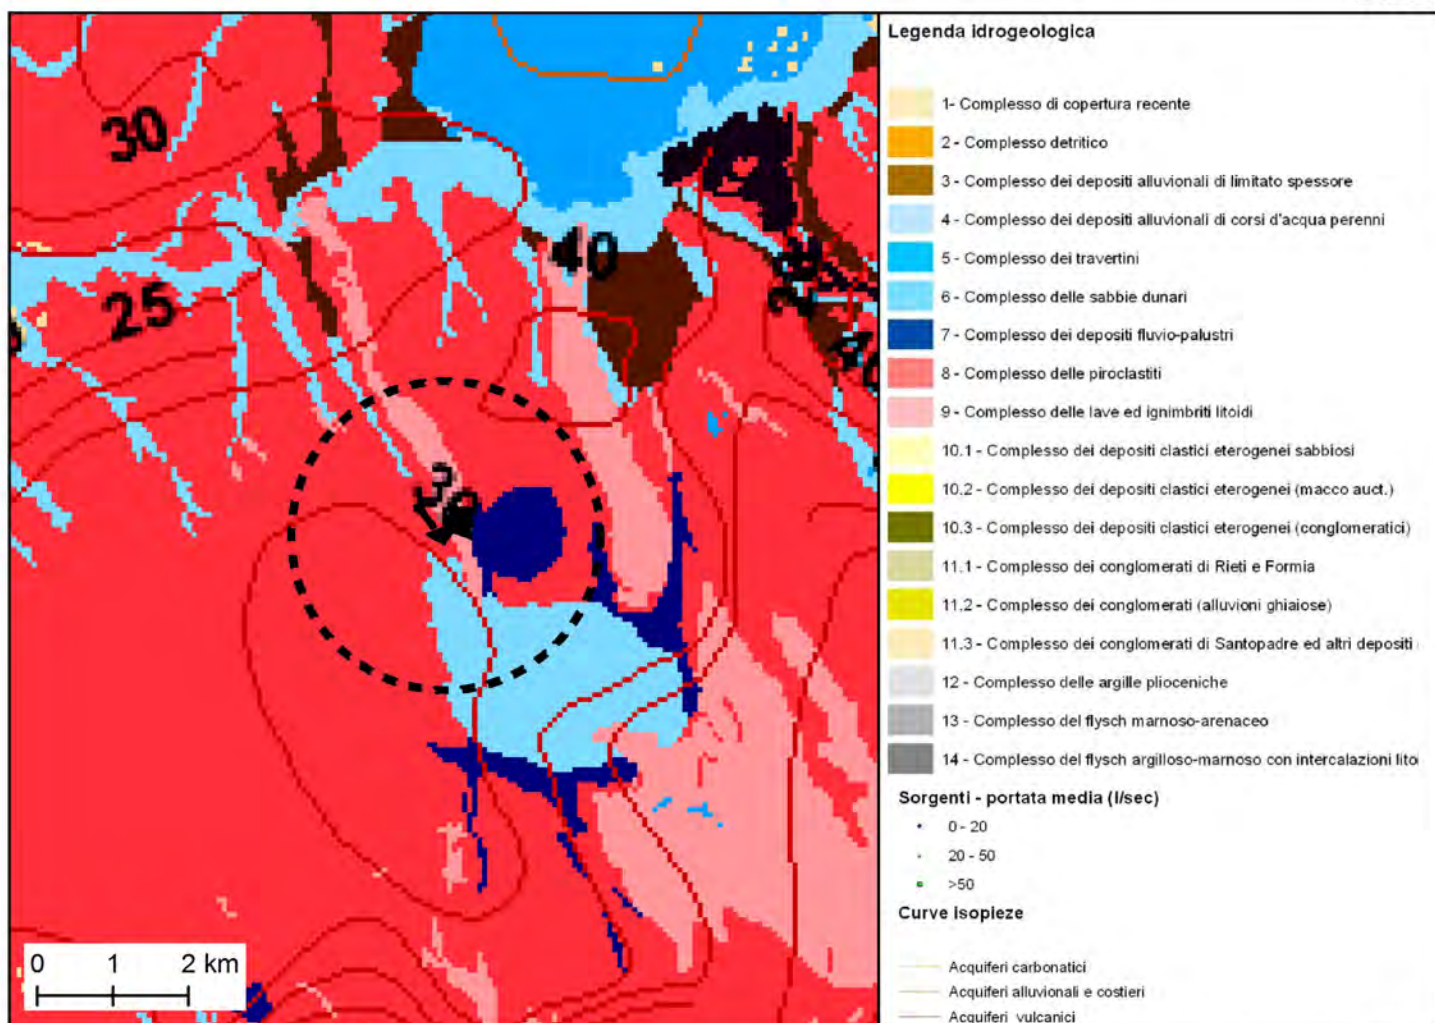 Legenda idrogeologica
1- Complesso di copertura recente
2 - Complesso detritico
3 - Complesso dei depositi alluvionali di limitato spessore
4 - Complesso dei depositi alluvionali di corsi d'acqua perenni
5 - Complesso dei travertini
6 - Complesso delle sabbie dunari
7 - Complesso dei depositi fluvio-palustri
8 - Complesso delle piroclastiti
9 - Complesso delle lave ed ignimbriti litoidi
10.1 - Complesso dei depositi clastici eterogenei sabbiosi
10.2 - Complesso dei depositi clastici eterogenei (macco auct.)
10.3 - Complesso dei depositi clastici eterogenei (conglomeratici)
11.1 - Complesso dei conglomerati di Rieti e Formia
11.2 - Complesso dei conglomerati (alluvioni ghiaiose)
11.3 - Complesso dei conglomerati di Santopadre ed altri depositi
12 - Complesso delle argille plioceniche
13 - Complesso del flysch marnoso-arenaceo
14 - Complesso del flysch argilloso-marnoso con intercalazioni lito
Sorgenti - portata media (l/sec)
0 - 20
20 - 50
>50
Curve isopieze
Acquiferi carbonatici
Acquiferi alluvionali e costieri
Acquiferi vulcanici
30
40
25
0 1 2 km